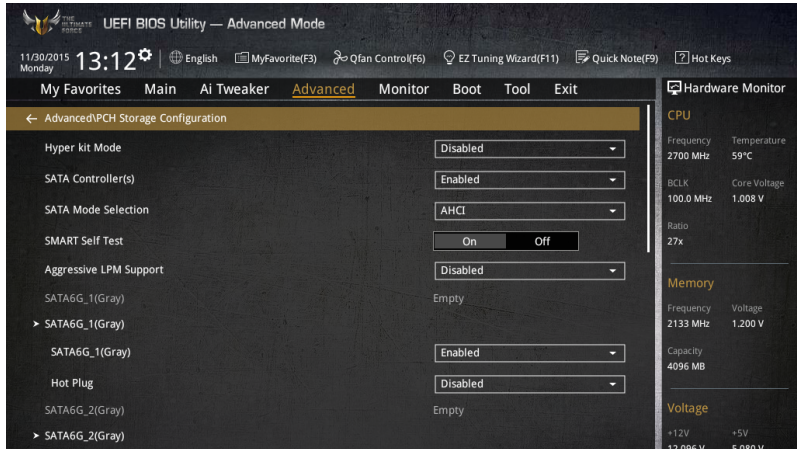 THE ULTIMATE FORCE UEFI BIOS Utility — Advanced Mode
11/30/2015 Monday 13:12 English MyFavorite(F3) Qfan Control(F6) EZ Tuning Wizard(F11) Quick Note(F9) ? Hot Keys
My Favorites Main Ai Tweaker Advanced Monitor Boot Tool Exit
← Advanced\PCH Storage Configuration
Hyper kit Mode Disabled
SATA Controller(s) Enabled
SATA Mode Selection AHCI
SMART Self Test On Off
Aggressive LPM Support Disabled
SATA6G_1(Gray) Empty
➤ SATA6G_1(Gray)
SATA6G_1(Gray) Enabled
Hot Plug Disabled
SATA6G_2(Gray) Empty
➤ SATA6G_2(Gray)
Hardware Monitor
CPU
Frequency Temperature
2700 MHz 59°C
BCLK Core Voltage
100.0 MHz 1.008 V
Ratio
27x
Memory
Frequency Voltage
2133 MHz 1.200 V
Capacity
4096 MB
Voltage
+12V +5V
12.096 V 5.080 V